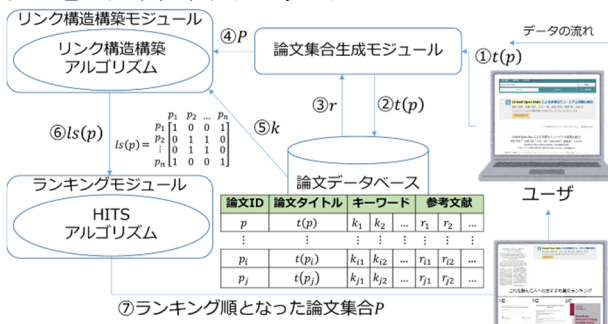 リンク構造構築モジュール
リンク構造構築
アルゴリズム
④P
論文集合生成モジュール
データの流れ
①t(p)
③r
②t(p)
⑤k
⑥ls(p)
p₁ p₂ … pₙ
ls(p) =
p₁ 1 0 0 1
p₂ 0 1 1 0
⋮ 0 1 1 0
pₙ 1 0 0 1
論文データベース
ユーザ
ランキングモジュール
HITS
アルゴリズム
論文ID 論文タイトル キーワード 参考文献
p t(p) k₁ k₂ … r₁ r₂ …
⋮ ⋮ ⋮ ⋮ ⋮ ⋮ ⋮ ⋮
pᵢ t(pᵢ) kᵢ₁ kᵢ₂ … rᵢ₁ rᵢ₂ …
pⱼ t(pⱼ) kⱼ₁ kⱼ₂ … rⱼ₁ rⱼ₂ …
⑦ランキング順となった論文集合P